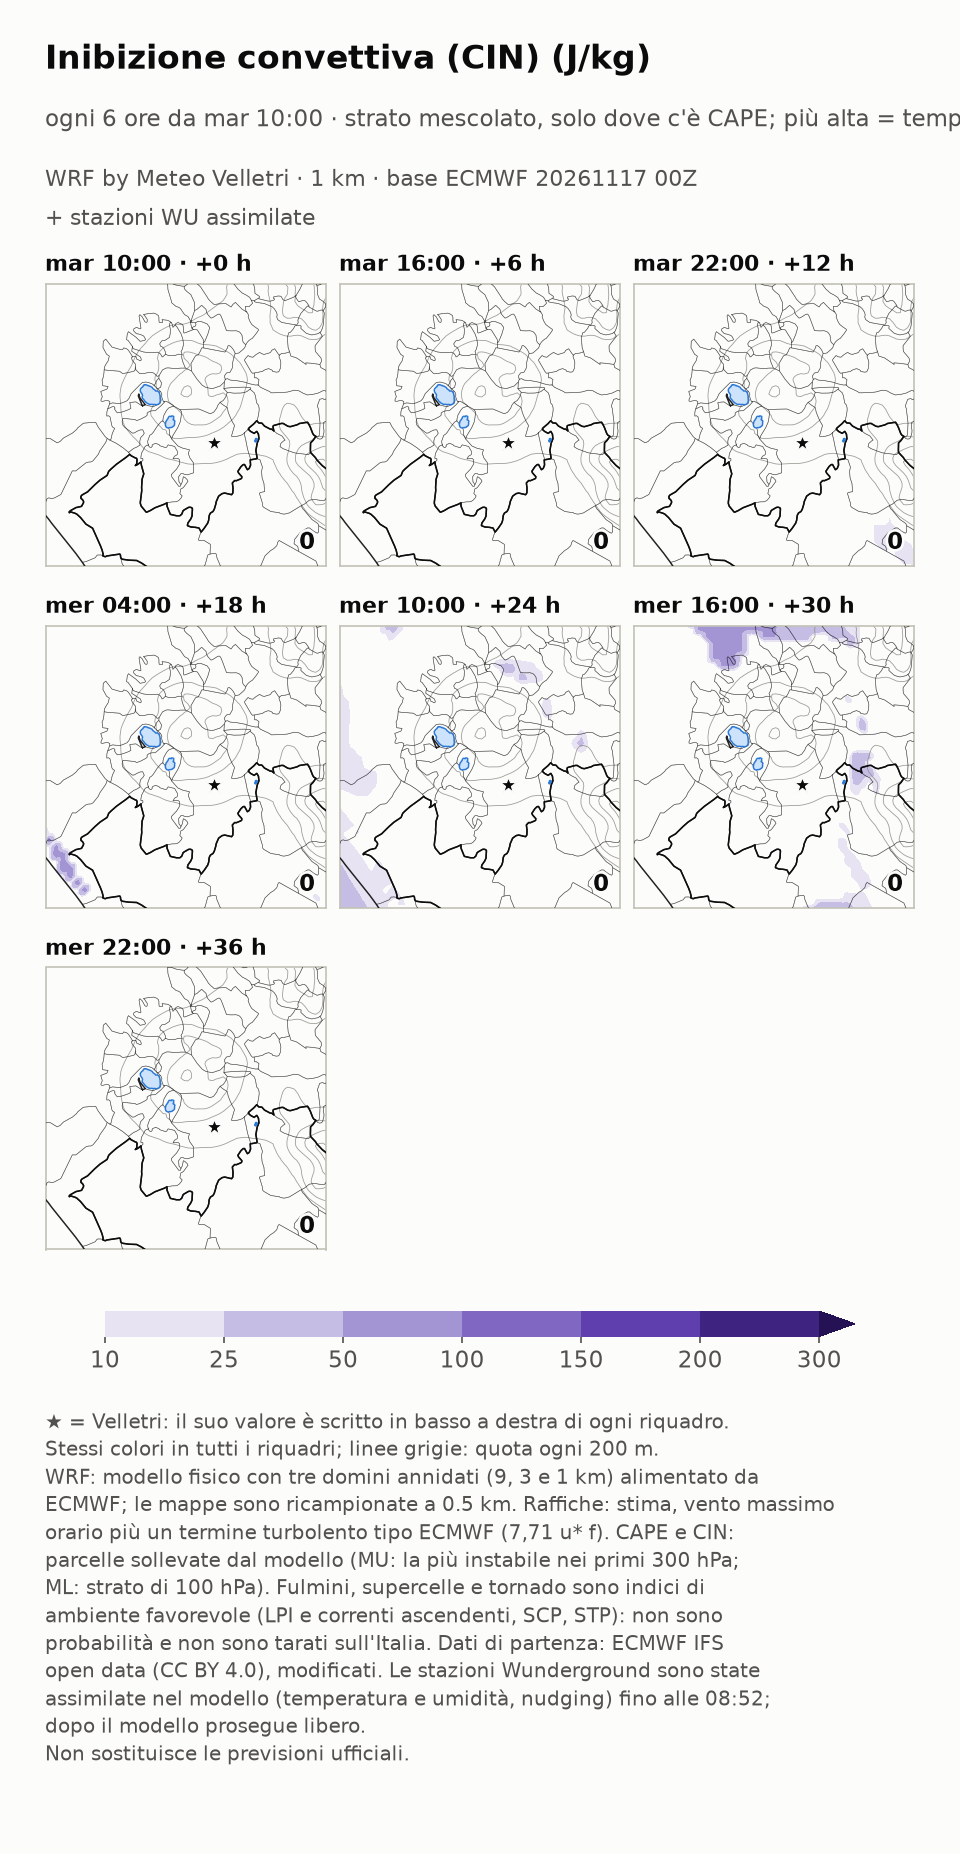 Inibizione convettiva (CIN) (J/kg)
ogni 6 ore da mar 10:00 · strato mescolato, solo dove c'è CAPE; più alta = temp
WRF by Meteo Velletri · 1 km · base ECMWF 20261117 00Z
+ stazioni WU assimilate
mar 10:00 · +0 h
mar 16:00 · +6 h
mar 22:00 · +12 h
0
0
0
mer 04:00 · +18 h
mer 10:00 · +24 h
mer 16:00 · +30 h
0
0
0
mer 22:00 · +36 h
0
10 25 50 100 150 200 300
★ = Velletri: il suo valore è scritto in basso a destra di ogni riquadro.
Stessi colori in tutti i riquadri; linee grigie: quota ogni 200 m.
WRF: modello fisico con tre domini annidati (9, 3 e 1 km) alimentato da
ECMWF; le mappe sono ricampionate a 0.5 km. Raffiche: stima, vento massimo
orario più un termine turbolento tipo ECMWF (7,71 u* f). CAPE e CIN:
parcelle sollevate dal modello (MU: la più instabile nei primi 300 hPa;
ML: strato di 100 hPa). Fulmini, supercelle e tornado sono indici di
ambiente favorevole (LPI e correnti ascendenti, SCP, STP): non sono
probabilità e non sono tarati sull'Italia. Dati di partenza: ECMWF IFS
open data (CC BY 4.0), modificati. Le stazioni Wunderground sono state
assimilate nel modello (temperatura e umidità, nudging) fino alle 08:52;
dopo il modello prosegue libero.
Non sostituisce le previsioni ufficiali.